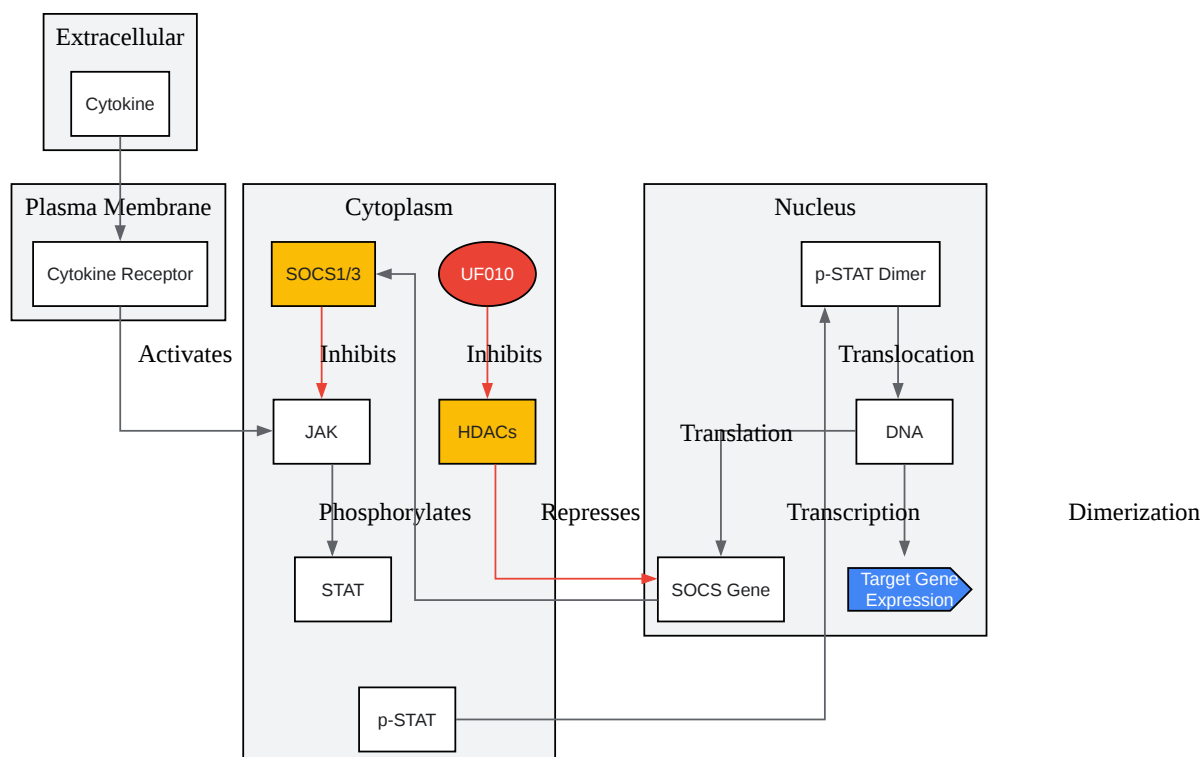 Extracellular
Cytokine
Plasma Membrane
Cytoplasm
Nucleus
Cytokine Receptor
SOCS1/3
UF010
p-STAT Dimer
Activates
Inhibits
Inhibits
Translocation
JAK
HDACs
Translation
DNA
Phosphorylates
Represses
Transcription
Dimerization
STAT
SOCS Gene
Target Gene
Expression
p-STAT